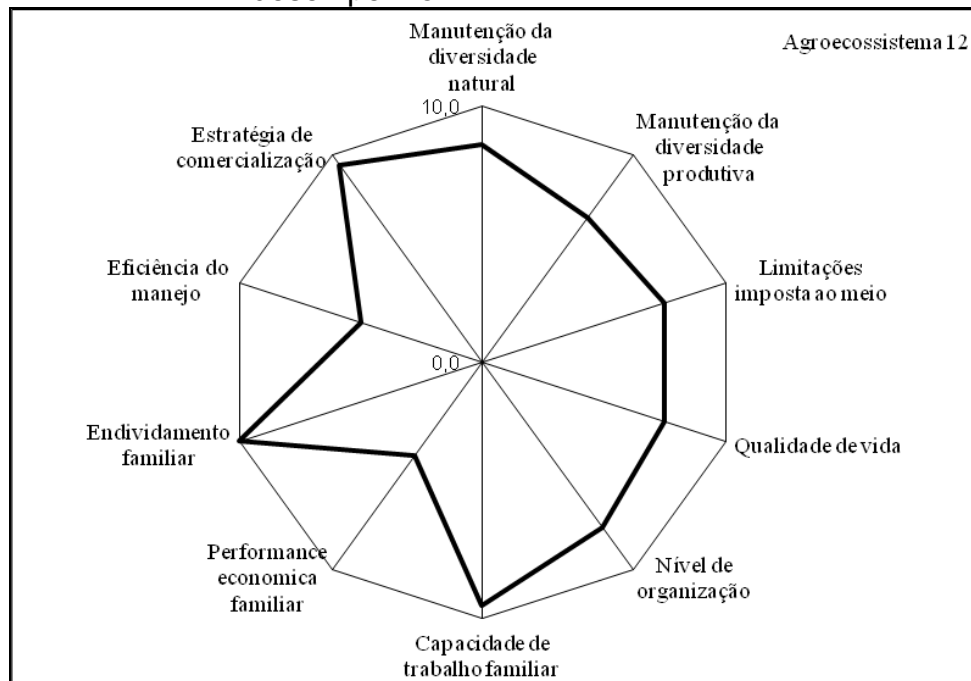 Agroecossistema 12
Manutenção da
diversidade
natural
10,0
Manutenção da
diversidade
produtiva
Estratégia de
comercialização
Limitações
imposta ao meio
Eficiência do
manejo
0,0
Qualidade de vida
Endividamento
familiar
Nível de
organização
Performance
economica
familiar
Capacidade de
trabalho familiar